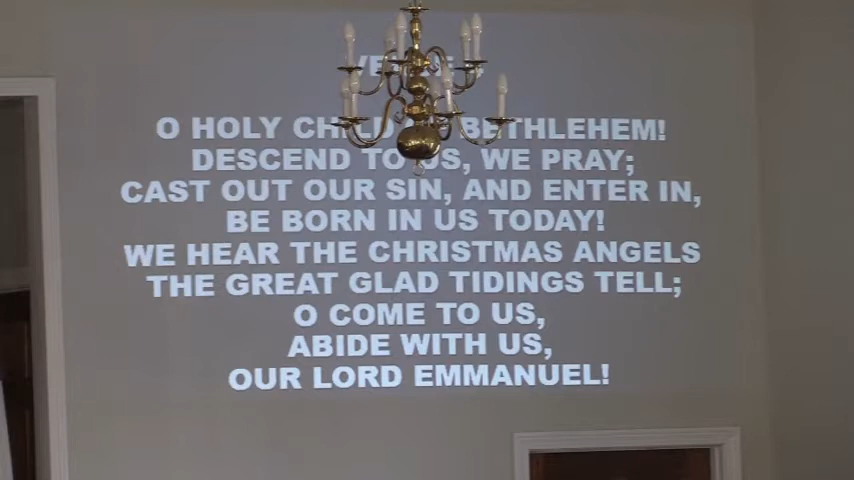 O HOLY CHILD BETHLEHEM!
DESCEND TO US, WE PRAY;
CAST OUT OUR SIN, AND ENTER IN,
BE BORN IN US TODAY!
WE HEAR THE CHRISTMAS ANGELS
THE GREAT GLAD TIDINGS TELL;
O COME TO US,
ABIDE WITH US,
OUR LORD EMMANUEL!